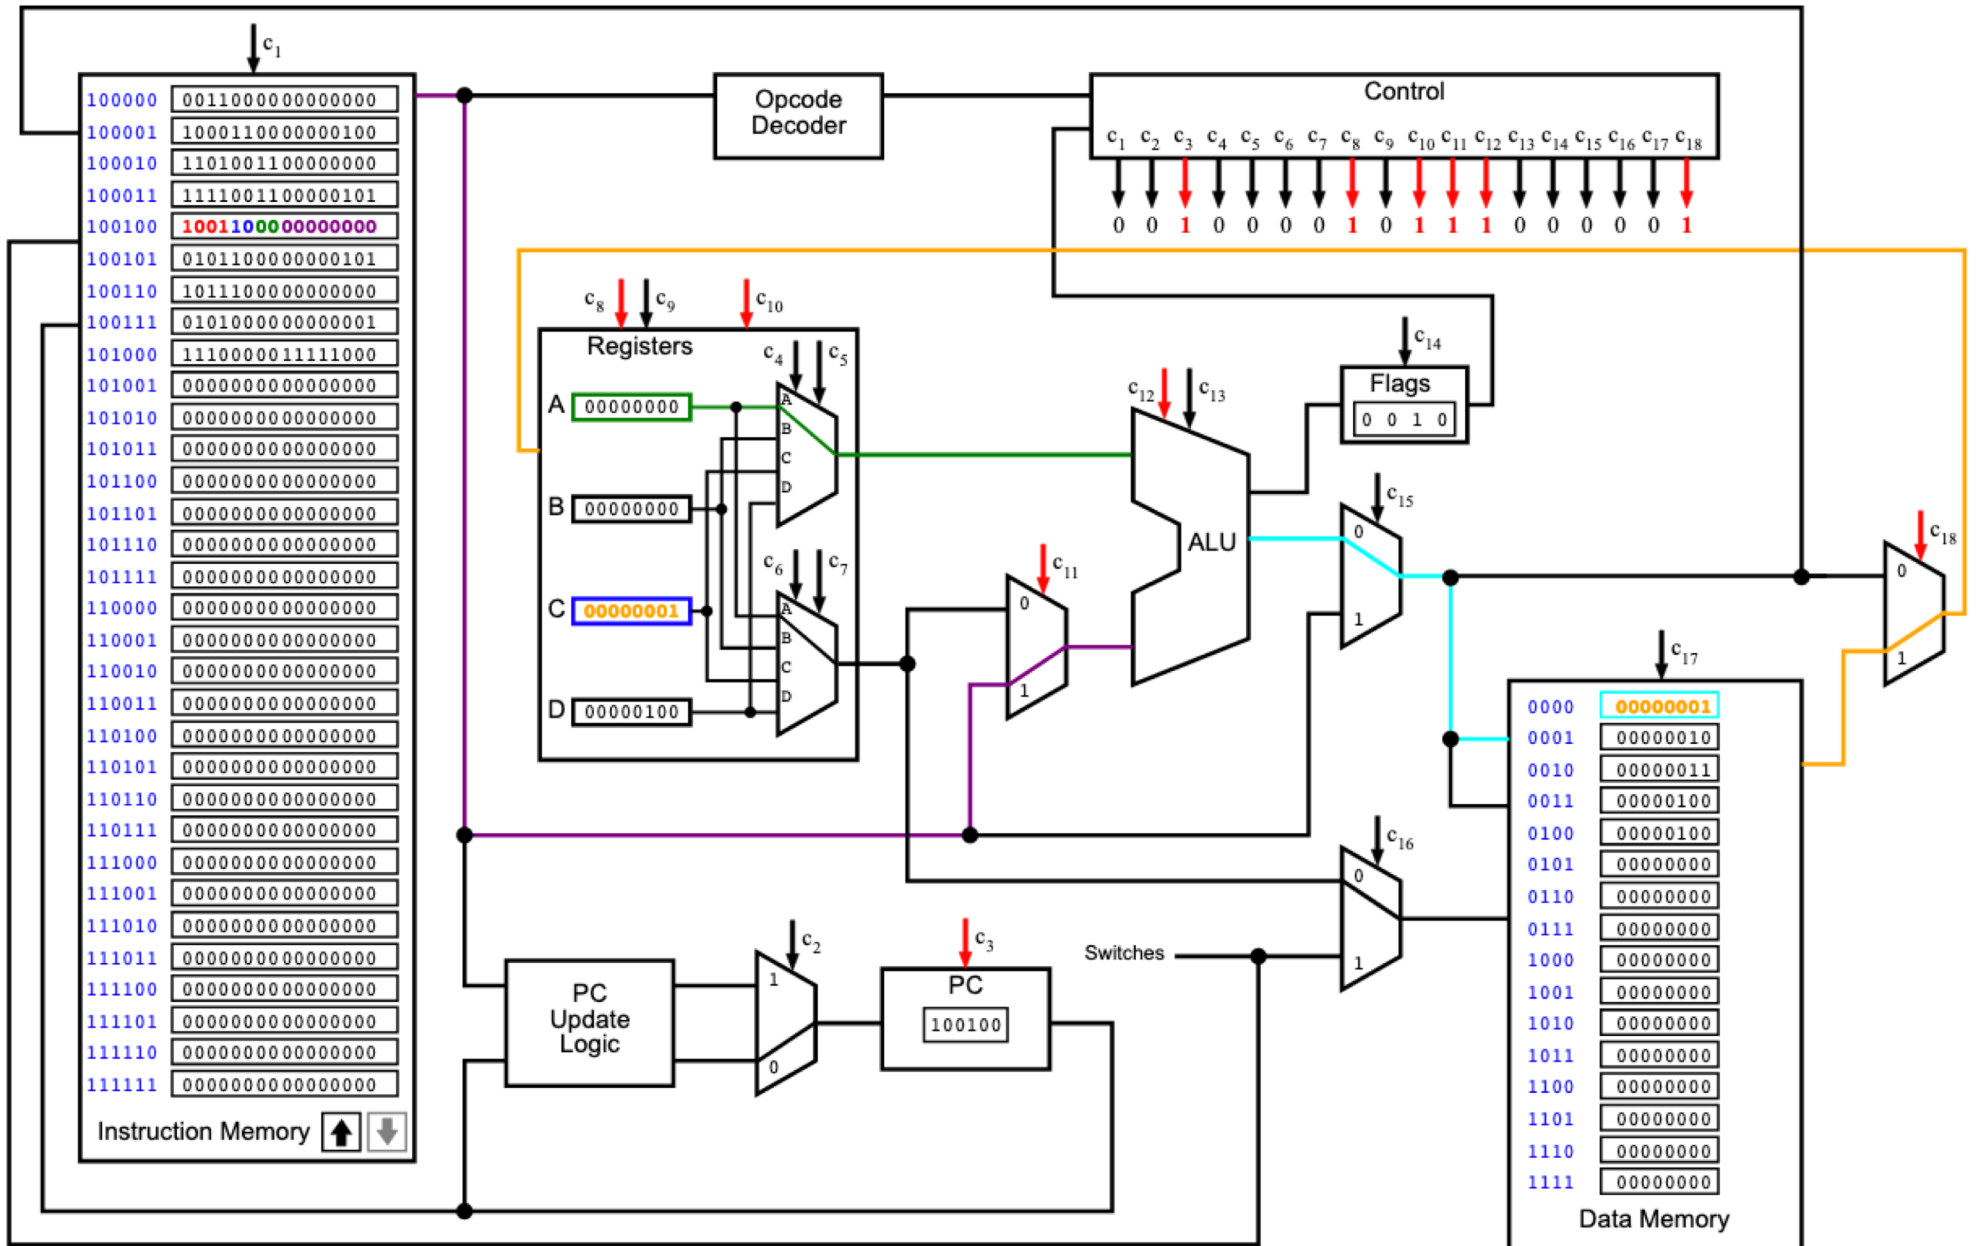 c1
100000 0011000000000000
100001 1000110000000100
100010 1101001100000000
100011 1111001100000101
100100 1001100000000000
100101 0101100000000101
100110 1011100000000000
100111 0101000000000001
101000 1110000011111000
101001 0000000000000000
101010 0000000000000000
101011 0000000000000000
101100 0000000000000000
101101 0000000000000000
101110 0000000000000000
101111 0000000000000000
110000 0000000000000000
110001 0000000000000000
110010 0000000000000000
110011 0000000000000000
110100 0000000000000000
110101 0000000000000000
110110 0000000000000000
110111 0000000000000000
111000 0000000000000000
111001 0000000000000000
111010 0000000000000000
111011 0000000000000000
111100 0000000000000000
111101 0000000000000000
111110 0000000000000000
111111 0000000000000000
Instruction Memory
Opcode
Decoder
Control
c1 c2 c3 c4 c5 c6 c7 c8 c9 c10 c11 c12 c13 c14 c15 c16 c17 c18
0 0 1 0 0 0 0 1 0 1 1 1 0 0 0 0 0 1
c8 c9 c10
Registers
c4 c5
A 00000000
B 00000000
C 00000001
D 00000100
A
B
C
D
c6 c7
A
B
C
D
c11
0
1
c12 c13
ALU
c14
Flags
0 0 1 0
c15
0
1
c16
0
1
Switches
c18
0
1
PC
Update
Logic
c2
1
0
c3
PC
100100
c17
0000 00000001
0001 00000010
0010 00000011
0011 00000100
0100 00000100
0101 00000000
0110 00000000
0111 00000000
1000 00000000
1001 00000000
1010 00000000
1011 00000000
1100 00000000
1101 00000000
1110 00000000
1111 00000000
Data Memory